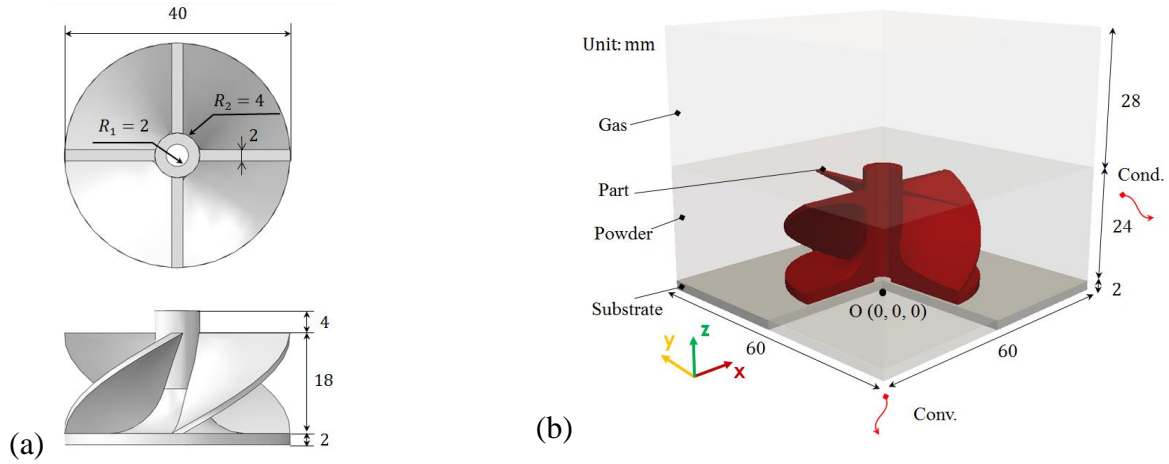 40
R₂ = 4
R₁ = 2
2
4
18
2
(a)
Unit: mm
28
Gas
Part
Cond.
Powder
24
Substrate
2
O (0, 0, 0)
z
y
x
60
60
Conv.
(b)